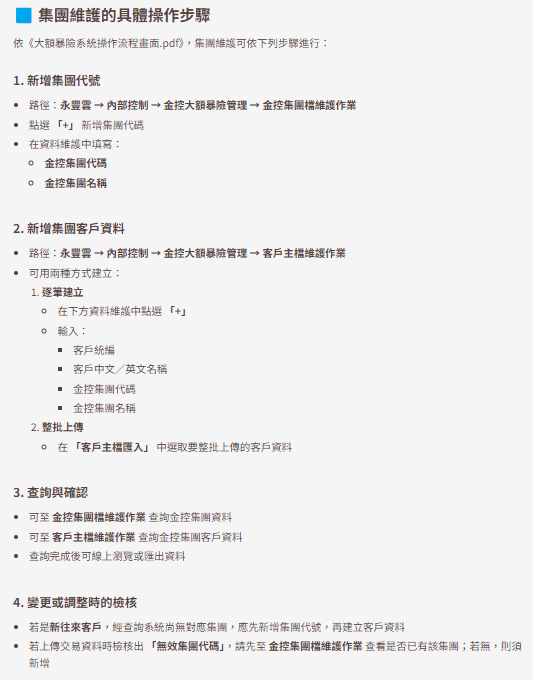 集團維護的具體操作步驟
依《大額暴險系統操作流程畫面.pdf》，集團維護可依下列步驟進行：
1. 新增集團代號
路徑：永豐雲 → 內部控制 → 金控大額暴險管理 → 金控集團檔維護作業
點選 「+」 新增集團代碼
在資料維護中填寫：
金控集團代碼
金控集團名稱
2. 新增集團客戶資料
路徑：永豐雲 → 內部控制 → 金控大額暴險管理 → 客戶主檔維護作業
可用兩種方式建立：
1. 逐筆建立
在下方資料維護中點選 「+」
輸入：
客戶統編
客戶中文／英文名稱
金控集團代碼
金控集團名稱
2. 整批上傳
在 「客戶主檔匯入」 中選取要整批上傳的客戶資料
3. 查詢與確認
可至 金控集團檔維護作業 查詢金控集團資料
可至 客戶主檔維護作業 查詢金控集團客戶資料
查詢完成後可線上瀏覽或匯出資料
4. 變更或調整時的檢核
若是新往來客戶，經查詢系統尚無對應集團，應先新增集團代號，再建立客戶資料
若上傳交易資料時檢核出 「無效集團代碼」，請先至 金控集團檔維護作業 查看是否已有該集團；若無，則須
新增